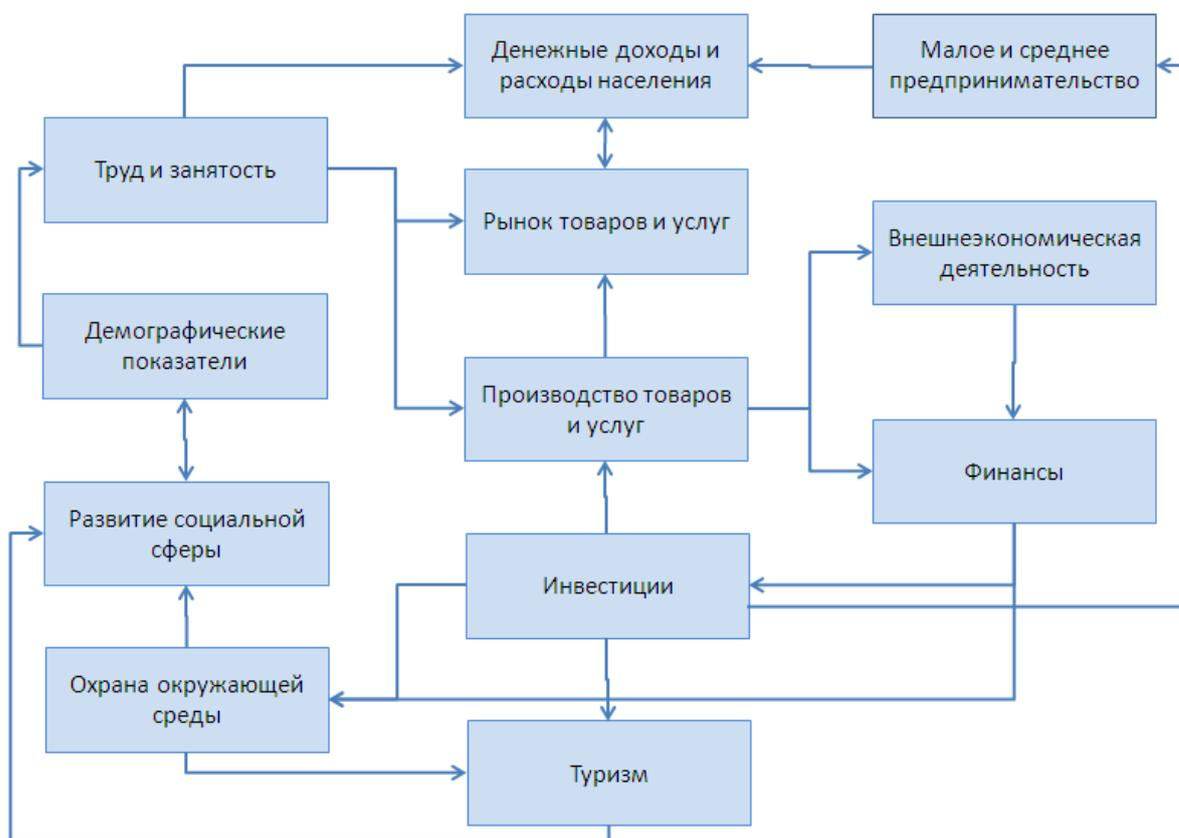 Денежные доходы и
расходы населения
Малое и среднее
предпринимательство
Труд и занятость
Рынок товаров и услуг
Внешнеэкономическая
деятельность
Демографические
показатели
Производство товаров
и услуг
Финансы
Развитие социальной
сферы
Инвестиции
Охрана окружающей
среды
Туризм